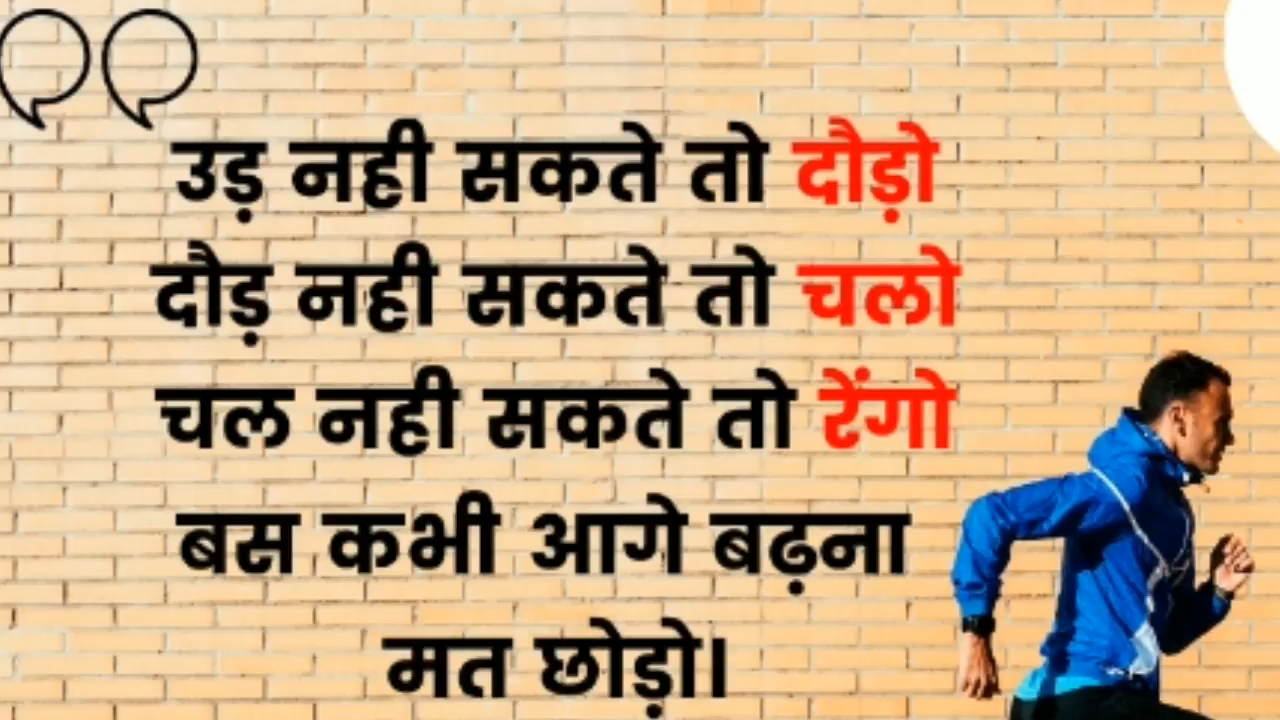 उड़ नही सकते तो दौड़ो
दौड़ नही सकते तो चलो
चल नही सकते तो रेंगो
बस कभी आगे बढ़ना
मत छोड़ो।